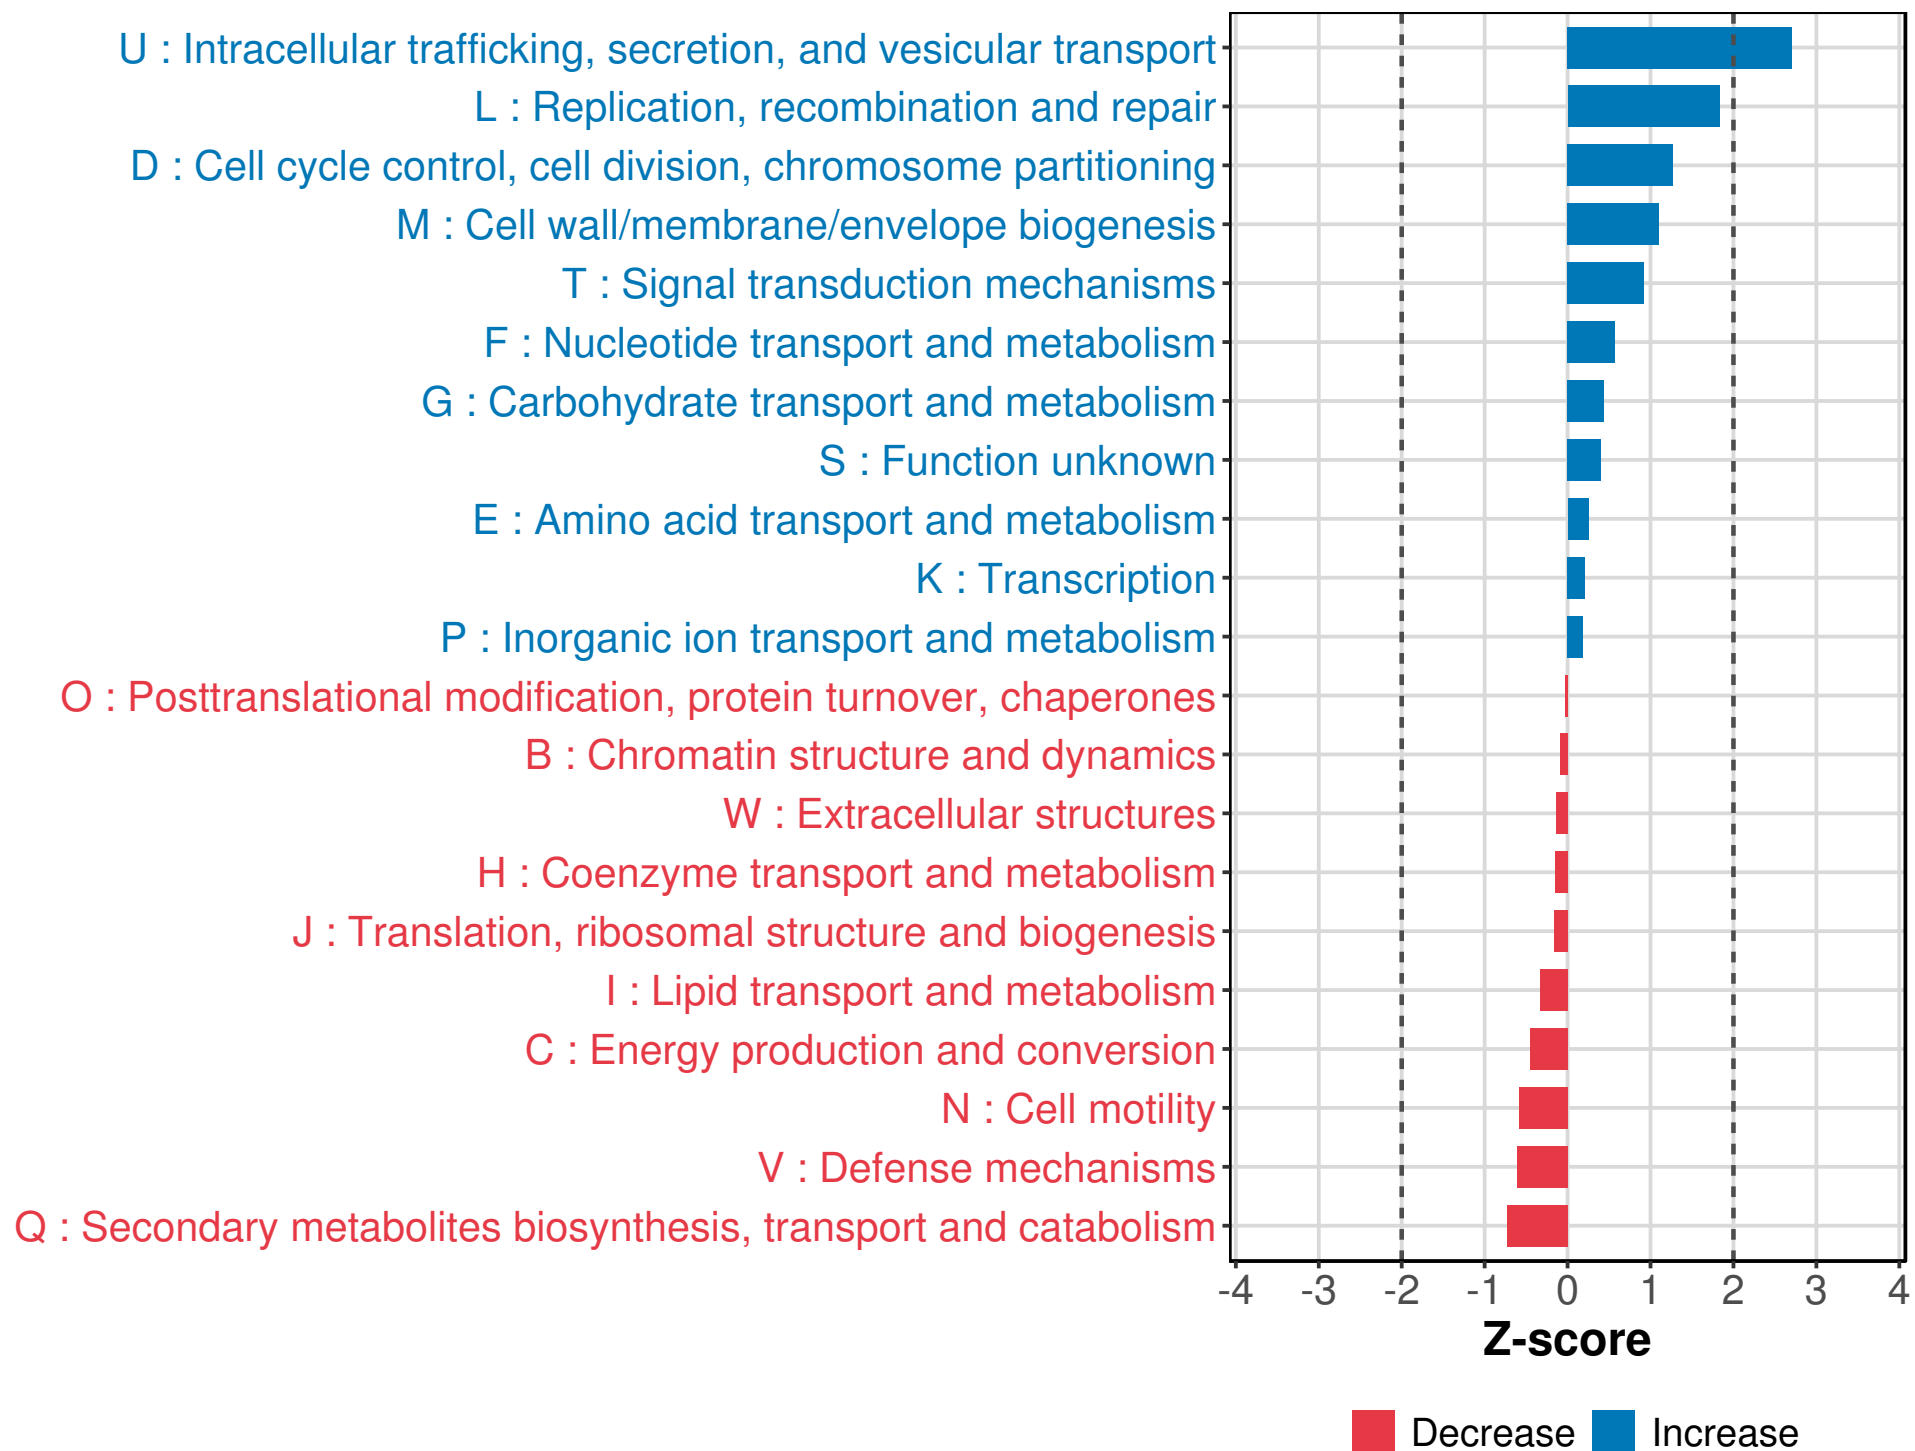 U : Intracellular trafficking, secretion, and vesicular transport
L : Replication, recombination and repair
D : Cell cycle control, cell division, chromosome partitioning
M : Cell wall/membrane/envelope biogenesis
T : Signal transduction mechanisms
F : Nucleotide transport and metabolism
G : Carbohydrate transport and metabolism
S : Function unknown
E : Amino acid transport and metabolism
K : Transcription
P : Inorganic ion transport and metabolism
O : Posttranslational modification, protein turnover, chaperones
B : Chromatin structure and dynamics
W : Extracellular structures
H : Coenzyme transport and metabolism
J : Translation, ribosomal structure and biogenesis
I : Lipid transport and metabolism
C : Energy production and conversion
N : Cell motility
V : Defense mechanisms
Q : Secondary metabolites biosynthesis, transport and catabolism
-4 -3 -2 -1 0 1 2 3 4
Z-score
Decrease Increase